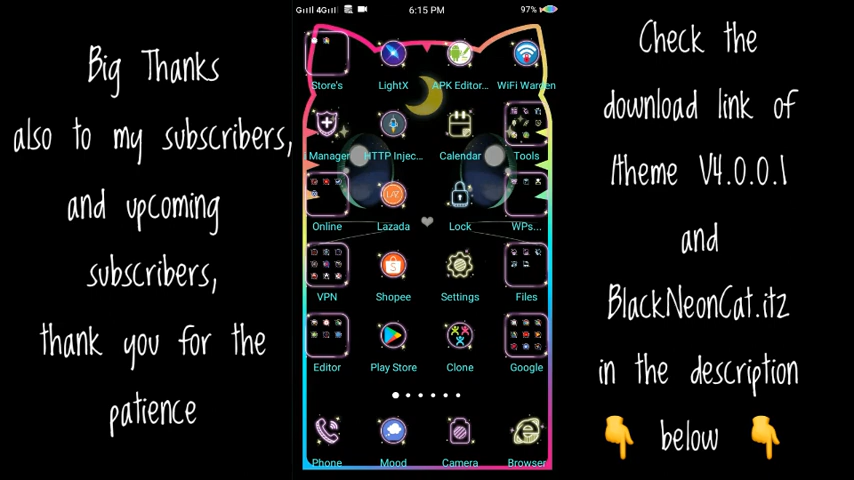 Big Thanks
also to my subscribers,
and upcoming
subscribers,
thank you for the
patience
4G
6:15 PM
97%
Store's
LightX
APK Editor...
WiFi Warden
Manager
HTTP Injec...
Calendar
Tools
Online
Lazada
Lock
WPs...
VPN
Shopee
Settings
Files
Editor
Play Store
Clone
Google
Phone
Mood
Camera
Browser
Check the
download link of
Itheme V4.0.0.1
and
BlackNeonCat.itz
in the description
below